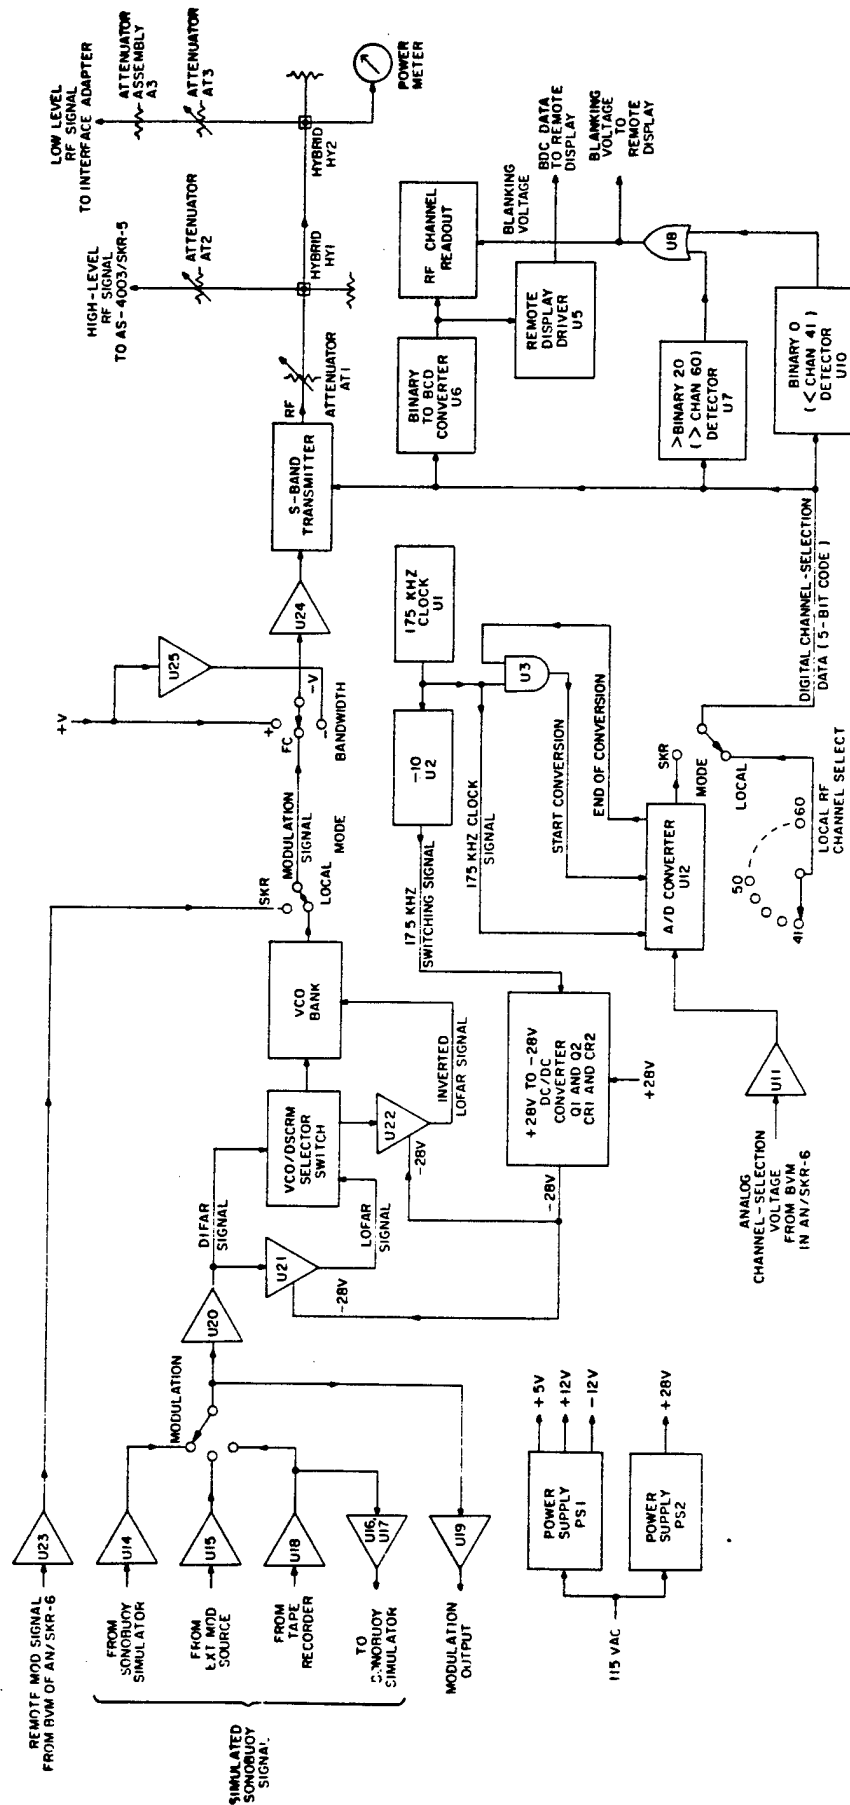 LOW LEVEL
RF SIGNAL
TO INTERFACE ADAPTER
ATTENUATOR
ASSEMBLY
A3
ATTENUATOR
AT3
HIGH-LEVEL
RF SIGNAL
TO AS-4003/SKR-5
ATTENUATOR
AT2
HYBRID
HY1
HYBRID
HY2
POWER
METER
RF
ATTENUATOR
AT1
S-BAND
TRANSMITTER
U24
U25
+V
-V
+
FC
-
BANDWIDTH
MODULATION
SIGNAL
SKR
LOCAL MODE
VCO
BANK
VCO/DSCRM
SELECTOR
SWITCH
DIFAR
SIGNAL
U20
U21
-28V
LOFAR
SIGNAL
U22
-28V
INVERTED
LOFAR SIGNAL
MODULATION
U23
REMOTE MOD SIGNAL
FROM BVM OF AN/SKR-6
U14
FROM
SONOBUOY
SIMULATOR
U15
FROM
EXT MOD
SOURCE
U18
FROM
TAPE
RECORDER
U16,
U17
TO
SONOBUOY
SIMULATOR
SIMULATED
SONOBUOY
SIGNAL
U19
MODULATION
OUTPUT
RF CHANNEL
READOUT
BLANKING
VOLTAGE
BDC DATA
TO REMOTE
DISPLAY
BLANKING
VOLTAGE
TO
REMOTE
DISPLAY
BINARY
TO BCD
CONVERTER
U6
REMOTE
DISPLAY
DRIVER
U5
U8
>BINARY 20
(> CHAN 60)
DETECTOR
U7
BINARY 0
(< CHAN 41)
DETECTOR
U10
DIGITAL CHANNEL-SELECTION
DATA (5-BIT CODE)
175 KHZ
CLOCK
U1
-10
U2
U3
17.5 KHZ
SWITCHING SIGNAL
175 KHZ CLOCK
SIGNAL
START CONVERSION
END OF CONVERSION
+28V TO -28V
DC/DC
CONVERTER
Q1 AND Q2
CR1 AND CR2
-28V
+28V
A/D CONVERTER
U12
SKR
MODE
LOCAL
50
41
60
LOCAL RF
CHANNEL SELECT
U11
ANALOG
CHANNEL-SELECTION
VOLTAGE
FROM BVM
IN AN/SKR-6
115 VAC
POWER
SUPPLY
PS1
+5V
+12V
-12V
POWER
SUPPLY
PS2
+28V